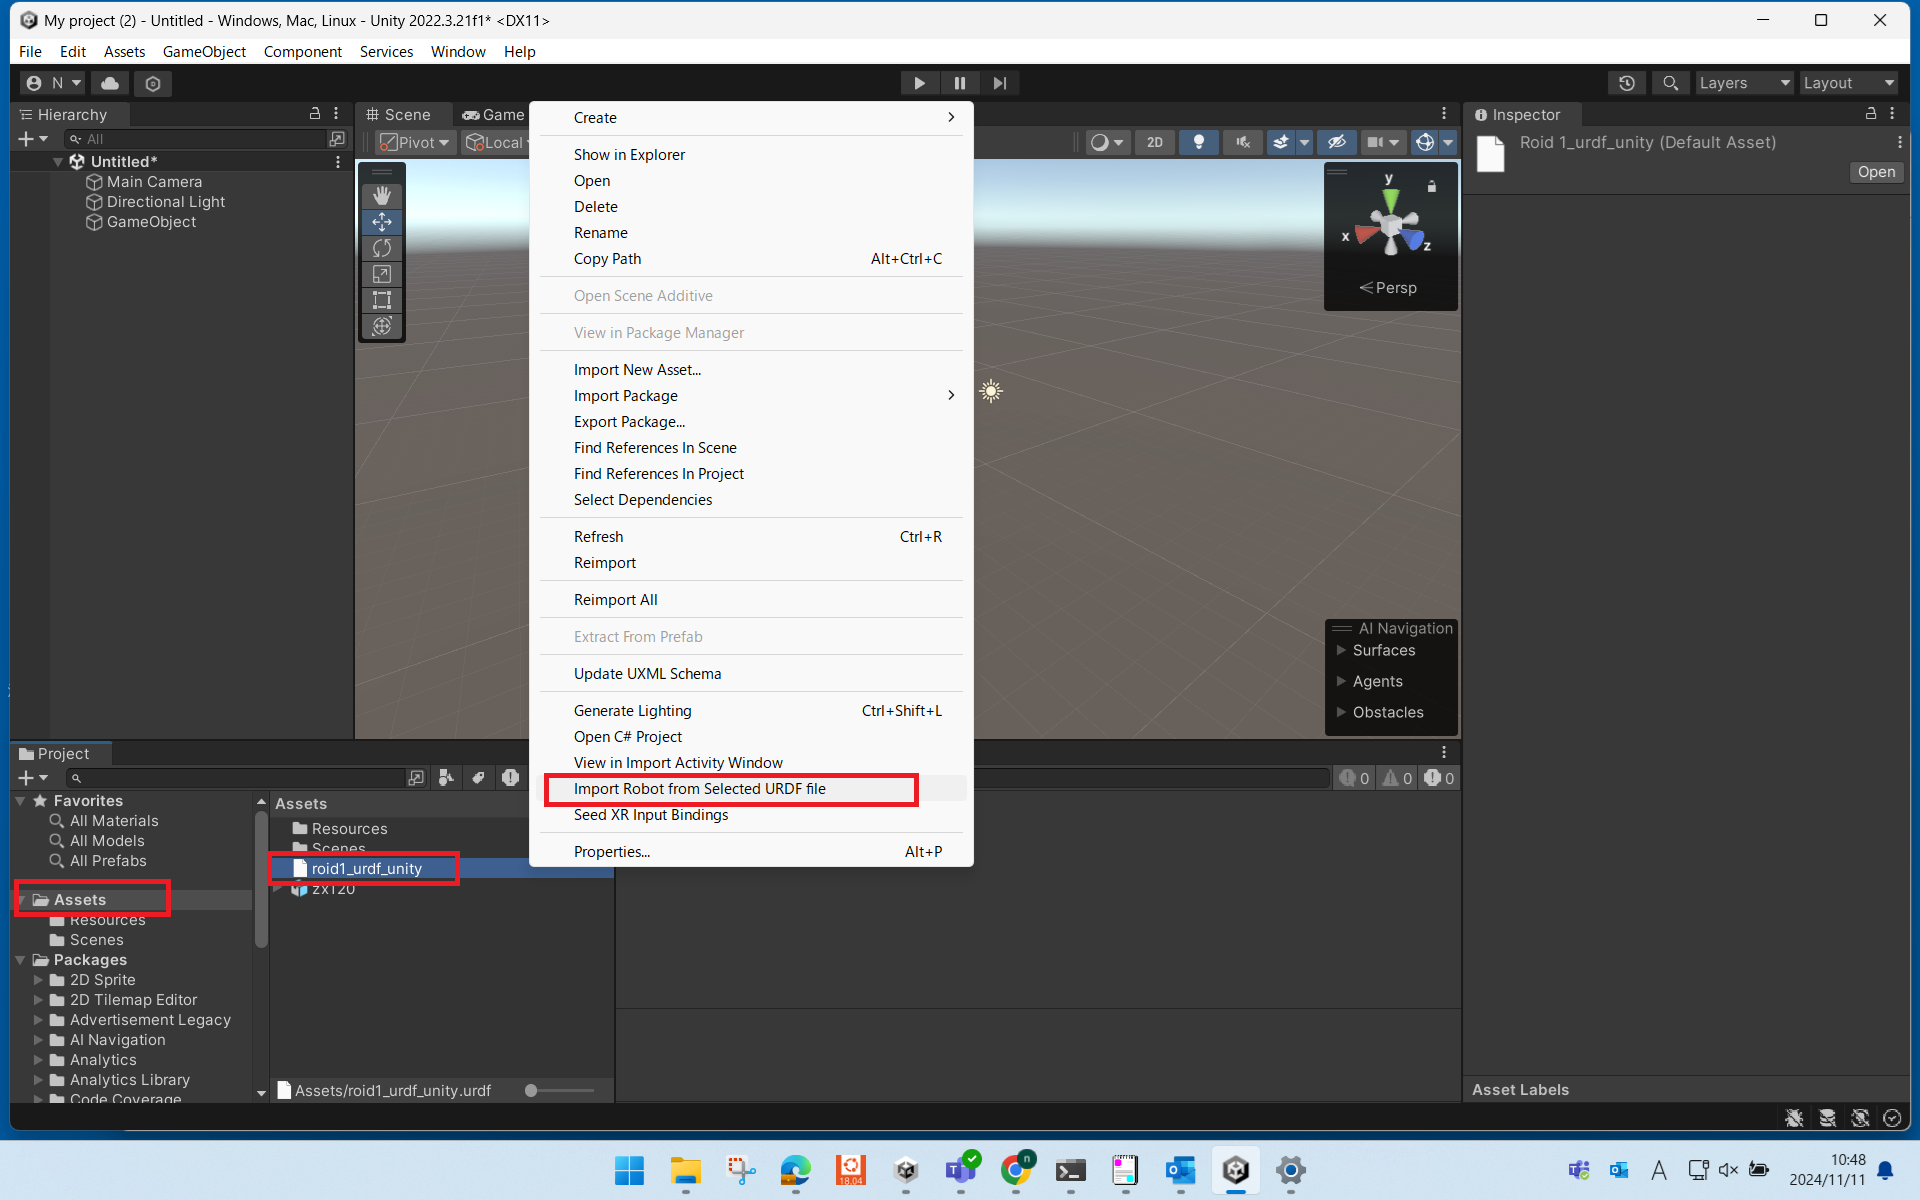 My project (2) - Untitled - Windows, Mac, Linux - Unity 2022.3.21f1* <DX11>
File Edit Assets GameObject Component Services Window Help
N
Layers Layout
Hierarchy
All
Untitled*
Main Camera
Directional Light
GameObject
Scene Game
Pivot Local 2D
y
x
z
Persp
AI Navigation
Surfaces
Agents
Obstacles
Create
Show in Explorer
Open
Delete
Rename
Copy Path Alt+Ctrl+C
Open Scene Additive
View in Package Manager
Import New Asset...
Import Package
Export Package...
Find References In Scene
Find References In Project
Select Dependencies
Refresh Ctrl+R
Reimport
Reimport All
Extract From Prefab
Update UXML Schema
Generate Lighting Ctrl+Shift+L
Open C# Project
View in Import Activity Window
Import Robot from Selected URDF file
Seed XR Input Bindings
Properties... Alt+P
Inspector
Roid 1_urdf_unity (Default Asset)
Open
Asset Labels
Project
0 0 0
Favorites
All Materials
All Models
All Prefabs
Assets
Resources
Scenes
Packages
2D Sprite
2D Tilemap Editor
Advertisement Legacy
AI Navigation
Analytics
Analytics Library
Code Coverage
Assets
Resources
Scenes
roid1_urdf_unity
zx120
Assets/roid1_urdf_unity.urdf
18.04
n
A
10:48
2024/11/11